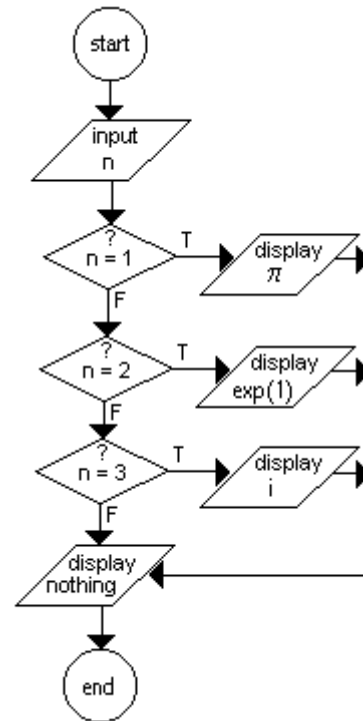 start
input
n
?
n = 1
T
display
π
F
?
n = 2
T
display
exp(1)
F
?
n = 3
T
display
i
F
display
nothing
end